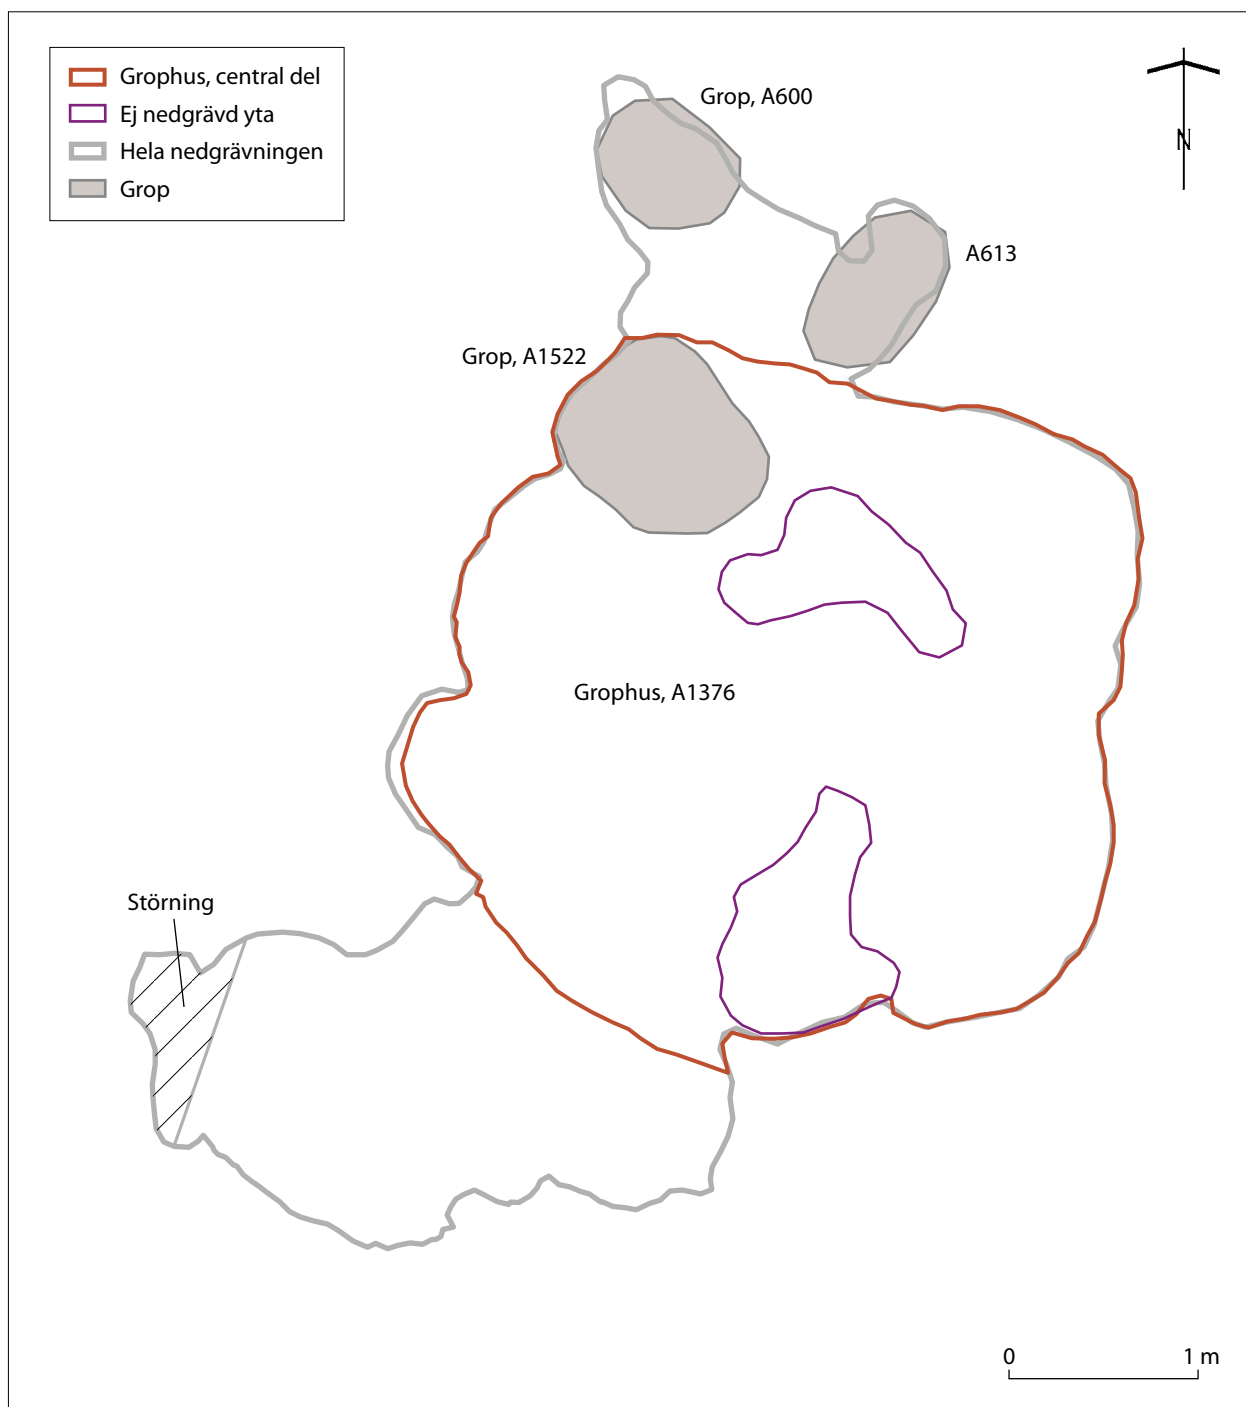 Grophus, central del
Ej nedgrävd yta
Hela nedgrävningen
Grop
Grop, A600
N
A613
Grop, A1522
Grophus, A1376
Störning
0 1 m